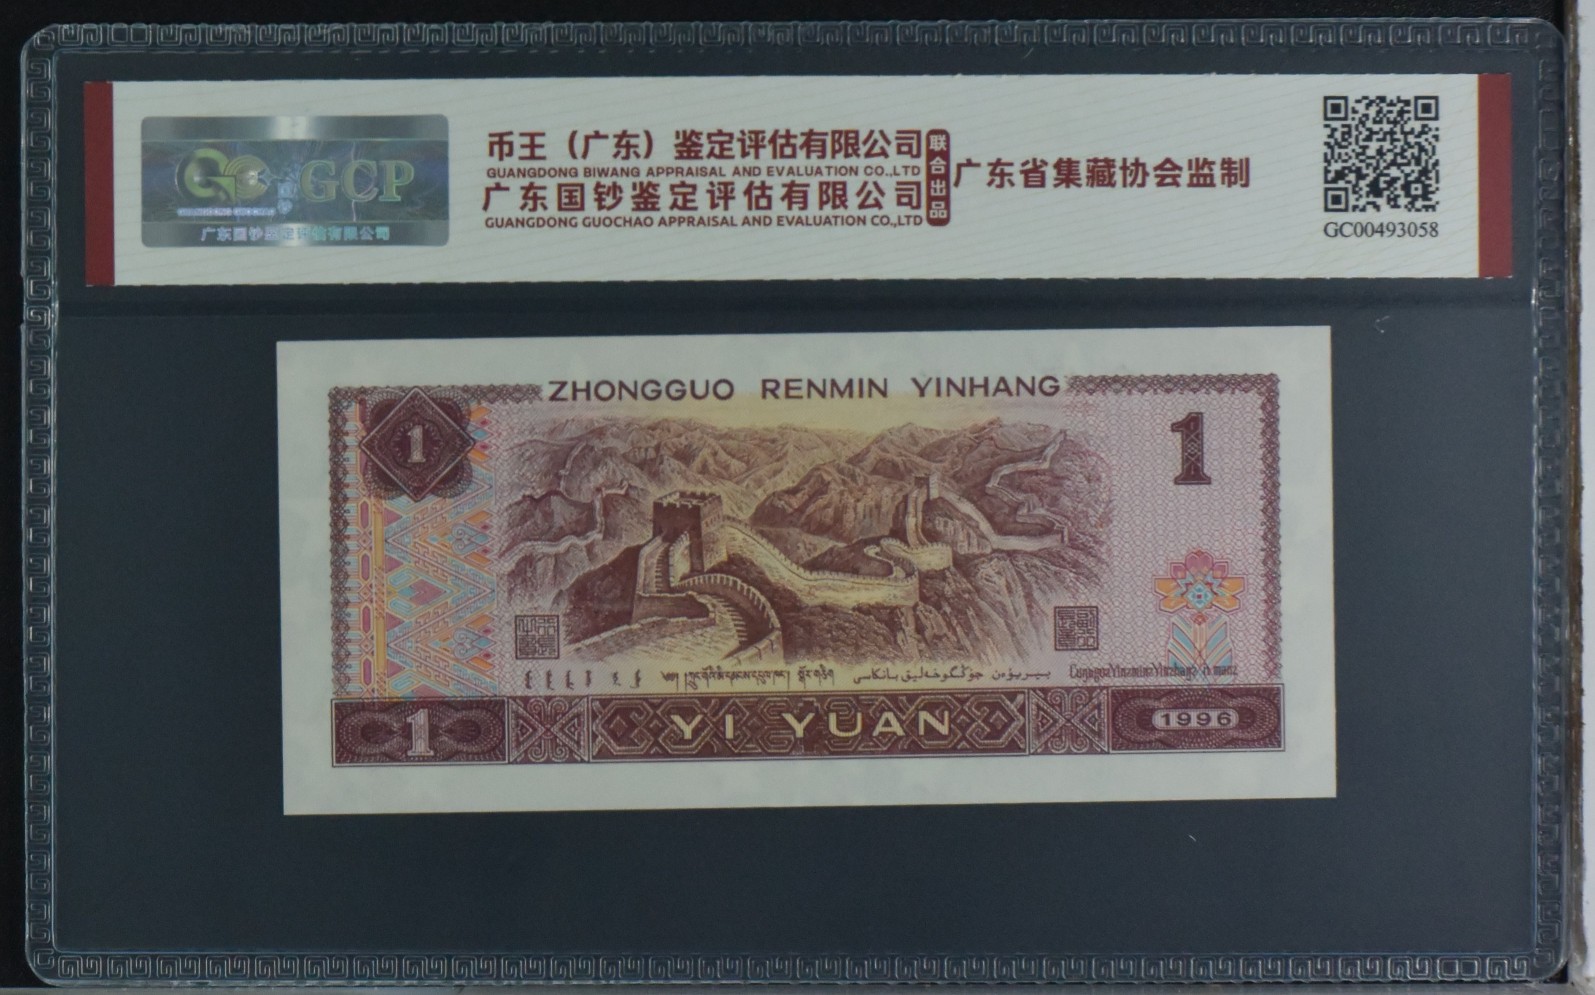 GCP
广东国钞鉴定评估有限公司
币王（广东）鉴定评估有限公司
GUANGDONG BIWANG APPRAISAL AND EVALUATION CO.,LTD
广东国钞鉴定评估有限公司
GUANGDONG GUOCHAO APPRAISAL AND EVALUATION CO.,LTD
联合出品
广东省集藏协会监制
GC00493058
ZHONGGUO RENMIN YINHANG
1
1
1
YI YUAN
1996